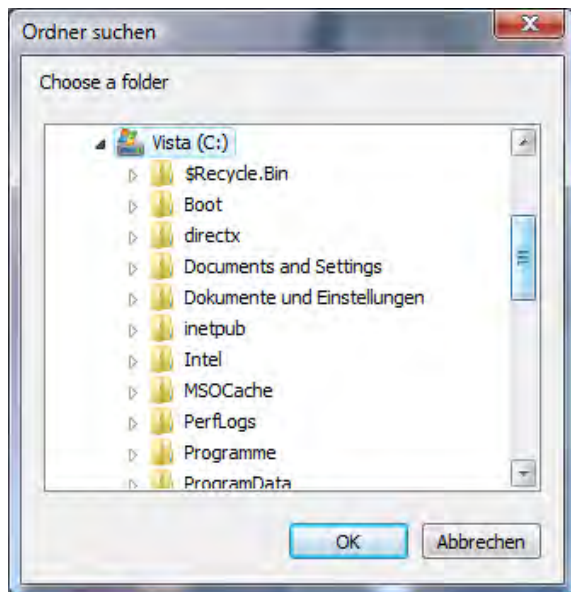 Ordner suchen
Choose a folder
Vista (C:)
$Recycle.Bin
Boot
directx
Documents and Settings
Dokumente und Einstellungen
inetpub
Intel
MSOCache
PerfLogs
Programme
ProgramData
OK Abbrechen